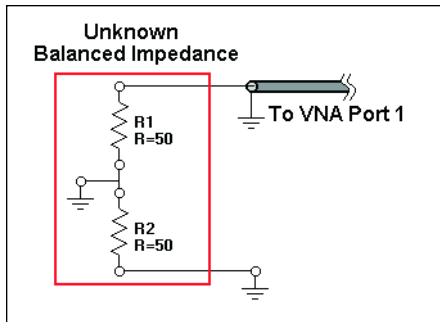 Unknown
Balanced Impedance
To VNA Port 1
R1
R=50
R2
R=50